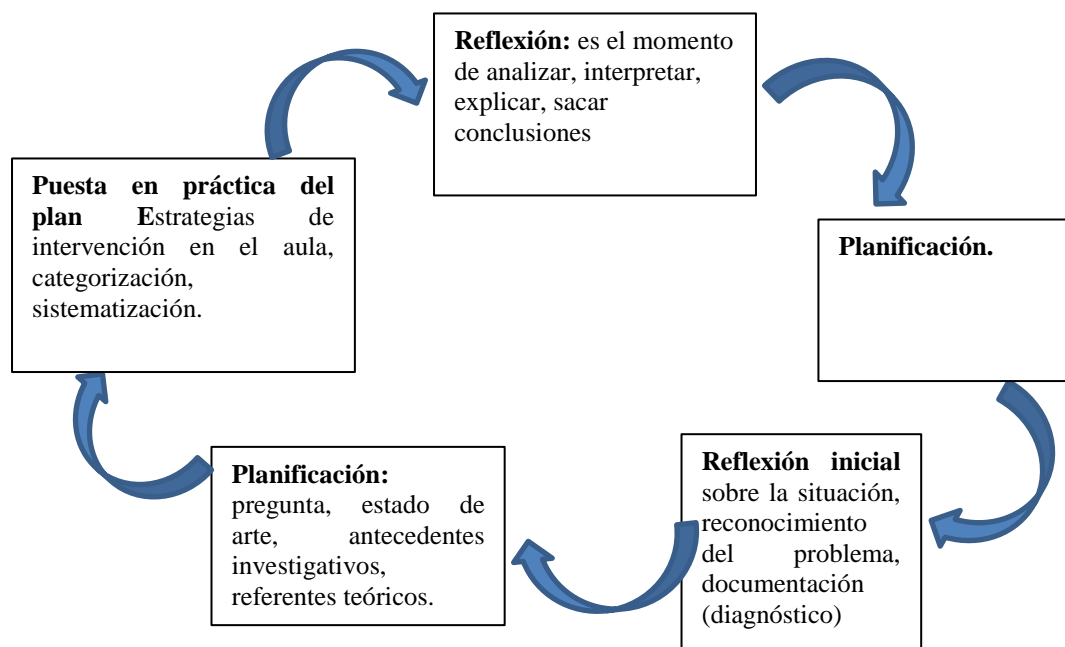 Reflexión: es el momento
de analizar, interpretar,
explicar, sacar
conclusiones
Puesta en práctica del
plan Estrategias de
intervención en el aula,
categorización,
sistematización.
Planificación.
Planificación:
pregunta, estado de
arte, antecedentes
investigativos,
referentes teóricos.
Reflexión inicial
sobre la situación,
reconocimiento
del problema,
documentación
(diagnóstico)